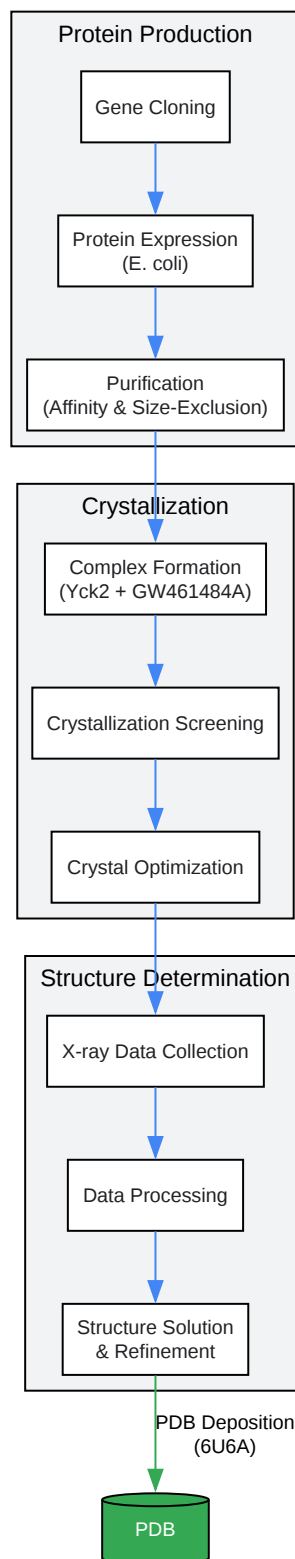 Protein Production
Gene Cloning
Protein Expression
(E. coli)
Purification
(Affinity & Size-Exclusion)
Crystallization
Complex Formation
(Yck2 + GW461484A)
Crystallization Screening
Crystal Optimization
Structure Determination
X-ray Data Collection
Data Processing
Structure Solution
& Refinement
PDB Deposition
(6U6A)
PDB